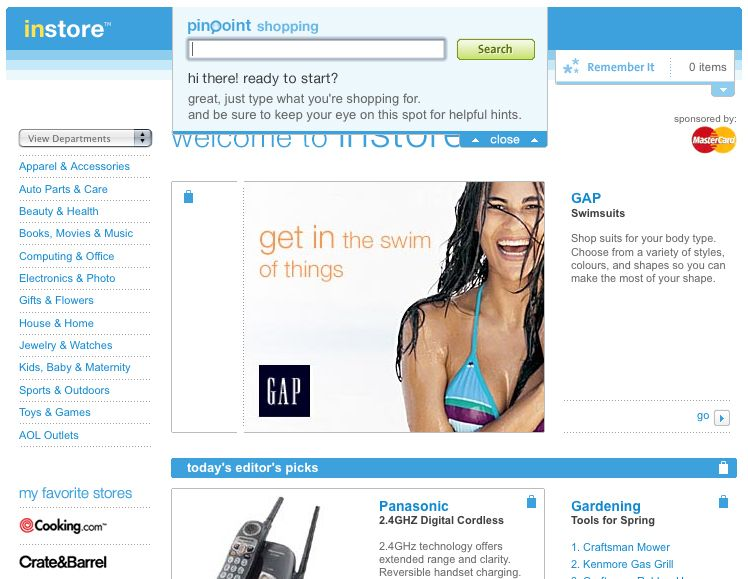 instore™
pinpoint shopping
Search
hi there! ready to start?
great, just type what you're shopping for.
and be sure to keep your eye on this spot for helpful hints.
close
Remember It
0 items
welcome to instore
sponsored by:
MasterCard
View Departments
Apparel & Accessories
Auto Parts & Care
Beauty & Health
Books, Movies & Music
Computing & Office
Electronics & Photo
Gifts & Flowers
House & Home
Jewelry & Watches
Kids, Baby & Maternity
Sports & Outdoors
Toys & Games
AOL Outlets
my favorite stores
Cooking.com™
Crate&Barrel
get in the swim
of things
GAP
GAP
Swimsuits
Shop suits for your body type.
Choose from a variety of styles,
colours, and shapes so you can
make the most of your shape.
go
today's editor's picks
Panasonic
2.4GHZ Digital Cordless
2.4GHz technology offers
extended range and clarity.
Reversible handset charging.
Gardening
Tools for Spring
1. Craftsman Mower
2. Kenmore Gas Grill